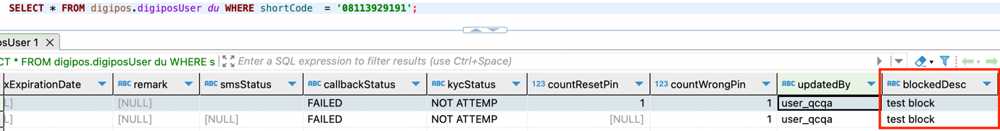 SELECT * FROM digipos.digiposUser du WHERE shortCode = '08113929191';
osUser 1
CT * FROM digipos.digiposUser du WHERE s Enter a SQL expression to filter results (use Ctrl+Space)
xExpirationDate ABC remark ABC smsStatus ABC callbackStatus ABC kycStatus 123 countResetPin 123 countWrongPin ABC updatedBy ABC blockedDesc
L] [NULL] FAILED NOT ATTEMP 1 1 user_qcqa test block
L] [NULL] [NULL] FAILED NOT ATTEMP [NULL] 1 user_qcqa test block